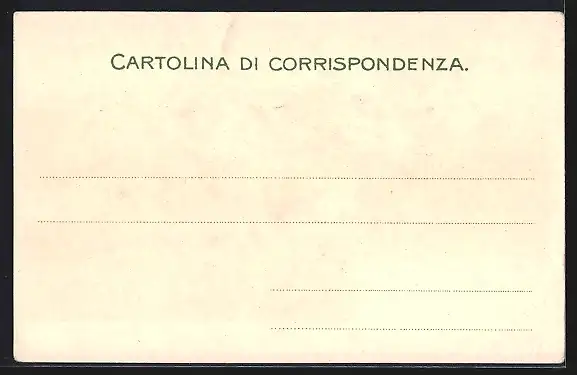 CARTOLINA DI CORRISPONDENZA.